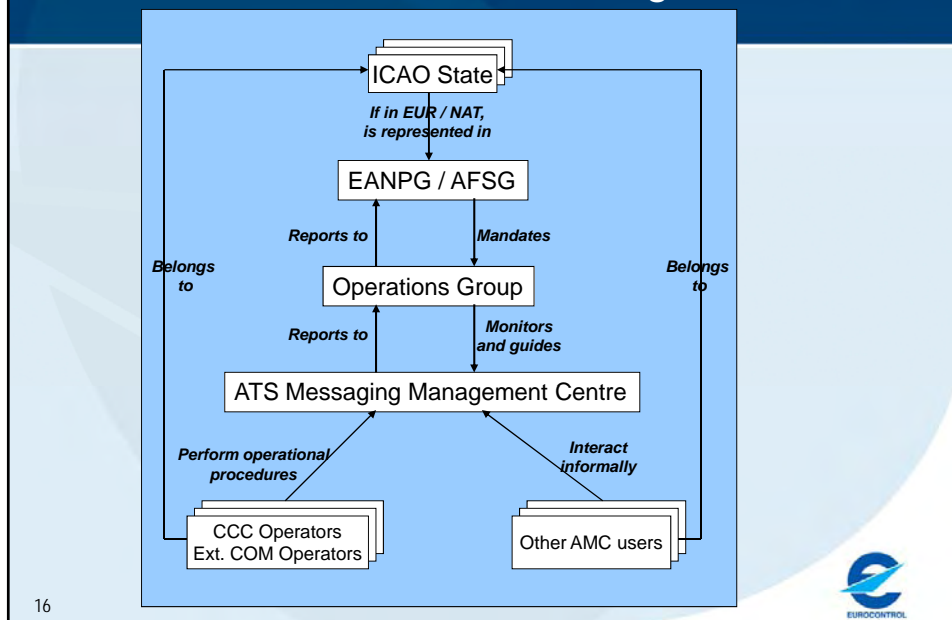 ICAO State
If in EUR / NAT,
is represented in
EANPG / AFSG
Reports to
Mandates
Belongs
to
Belongs
to
Operations Group
Reports to
Monitors
and guides
ATS Messaging Management Centre
Perform operational
procedures
Interact
informally
CCC Operators
Ext. COM Operators
Other AMC users
16
EUROCONTROL